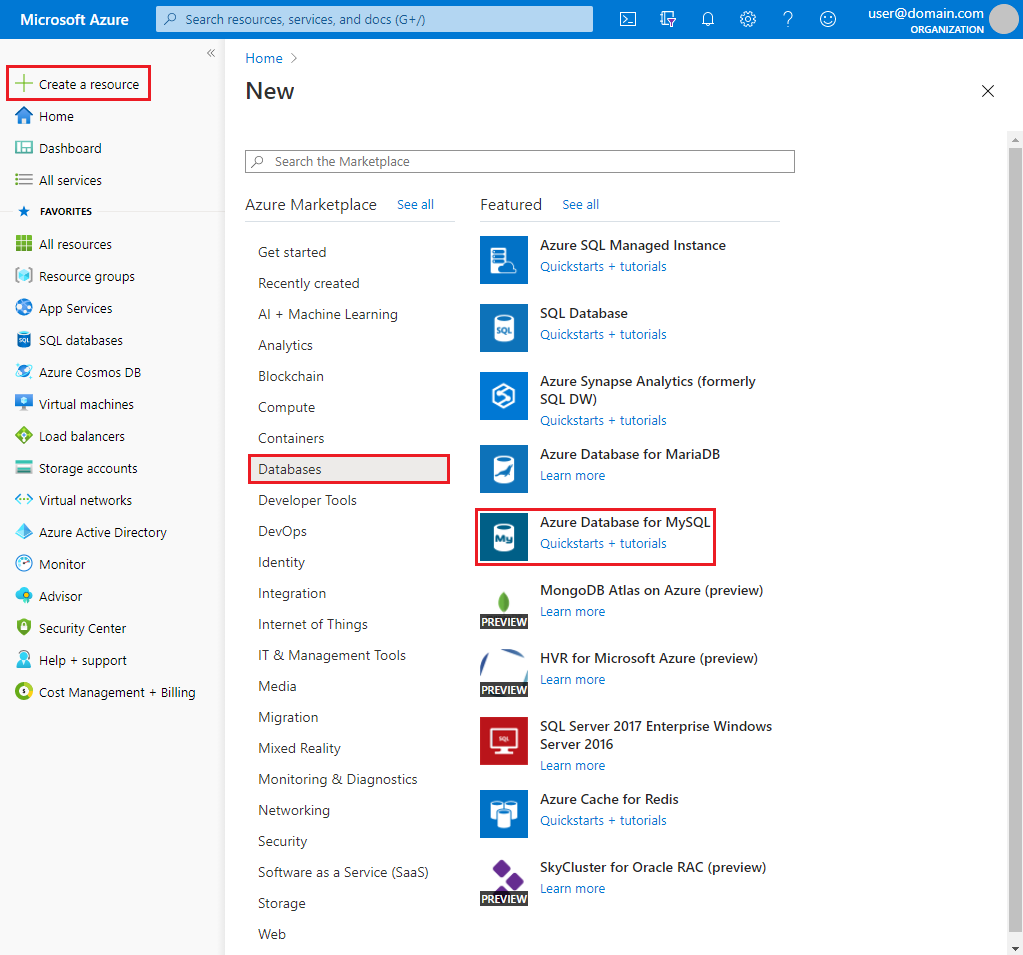 Microsoft Azure
Search resources, services, and docs (G+/)
user@domain.com
ORGANIZATION
«
Create a resource
Home
Dashboard
All services
FAVORITES
All resources
Resource groups
App Services
SQL databases
Azure Cosmos DB
Virtual machines
Load balancers
Storage accounts
Virtual networks
Azure Active Directory
Monitor
Advisor
Security Center
Help + support
Cost Management + Billing
Home >
New
Search the Marketplace
Azure Marketplace See all
Get started
Recently created
AI + Machine Learning
Analytics
Blockchain
Compute
Containers
Databases
Developer Tools
DevOps
Identity
Integration
Internet of Things
IT & Management Tools
Media
Migration
Mixed Reality
Monitoring & Diagnostics
Networking
Security
Software as a Service (SaaS)
Storage
Web
Featured See all
Azure SQL Managed Instance
Quickstarts + tutorials
SQL
SQL Database
Quickstarts + tutorials
Azure Synapse Analytics (formerly
SQL DW)
Quickstarts + tutorials
Azure Database for MariaDB
Learn more
My
Azure Database for MySQL
Quickstarts + tutorials
PREVIEW
MongoDB Atlas on Azure (preview)
Learn more
PREVIEW
HVR for Microsoft Azure (preview)
Learn more
SQL
SQL Server 2017 Enterprise Windows
Server 2016
Learn more
Azure Cache for Redis
Quickstarts + tutorials
PREVIEW
SkyCluster for Oracle RAC (preview)
Learn more